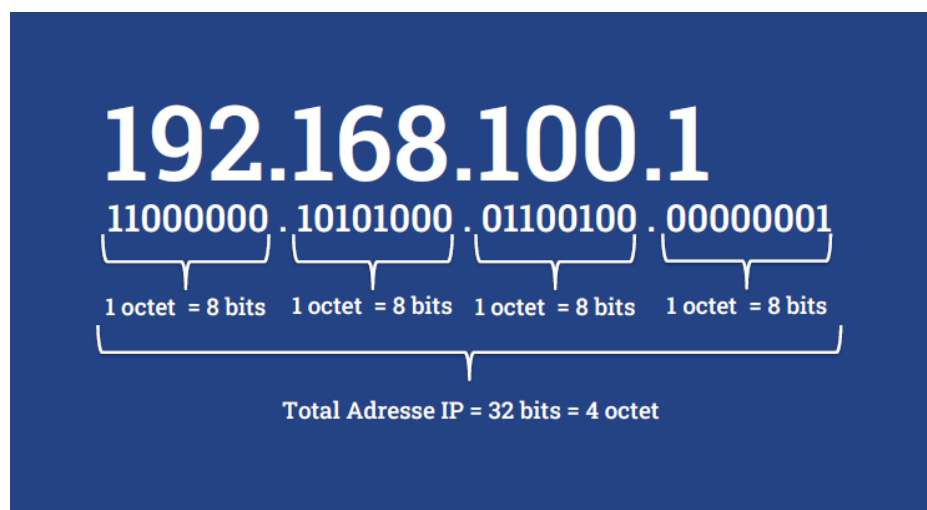 192.168.100.1
11000000 . 10101000 . 01100100 . 00000001
1 octet = 8 bits 1 octet = 8 bits 1 octet = 8 bits 1 octet = 8 bits
Total Adresse IP = 32 bits = 4 octet